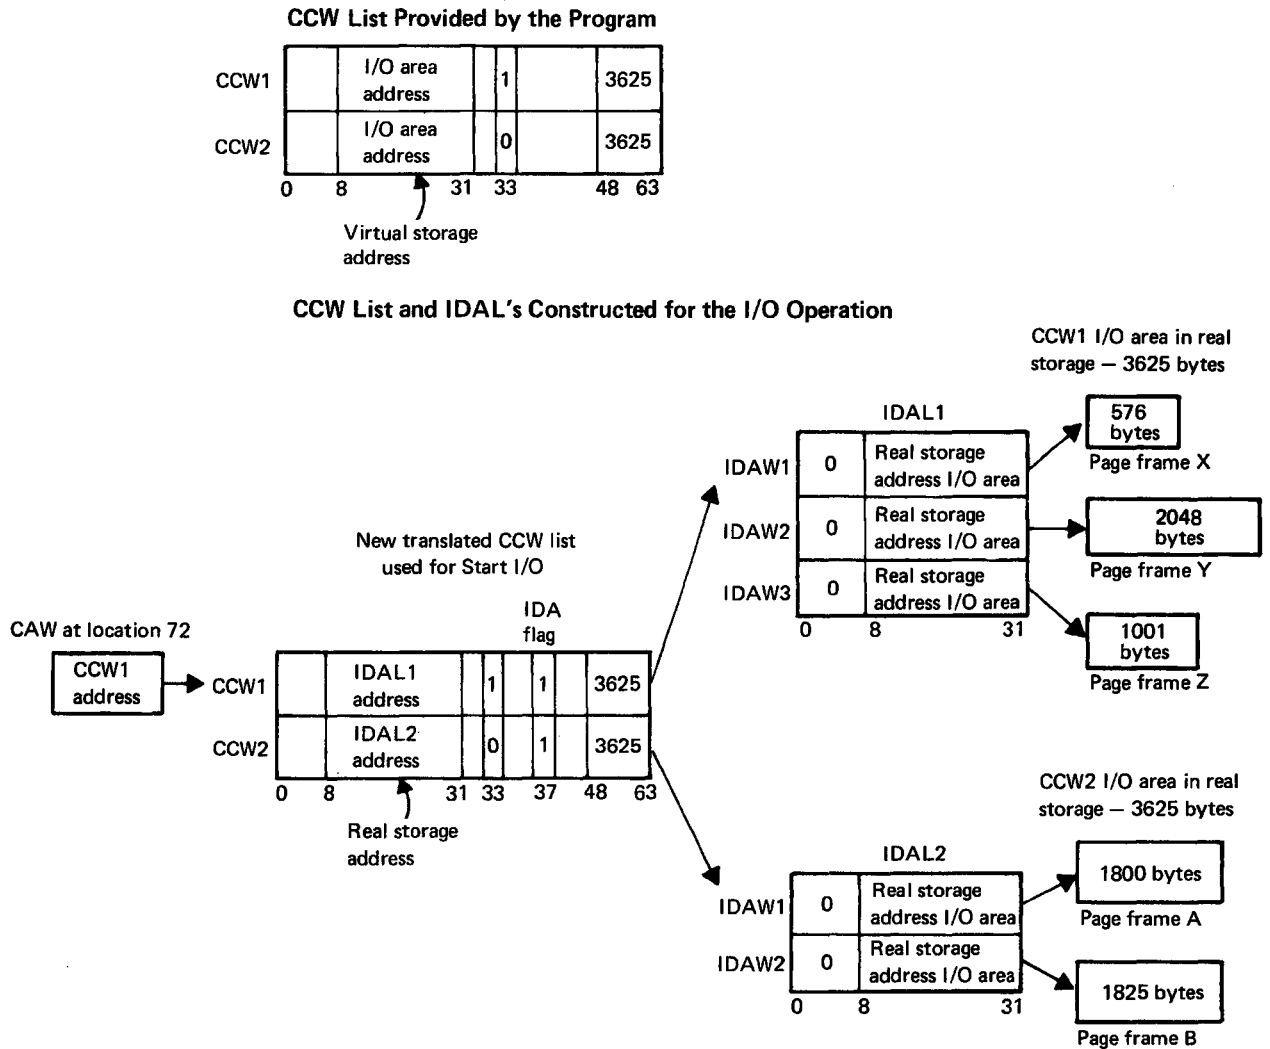 CCW List Provided by the Program
CCW1
I/O area
address
1
3625
CCW2
I/O area
address
0
3625
0 8 31 33 48 63
Virtual storage
address
CCW List and IDAL's Constructed for the I/O Operation
CCW1 I/O area in real
storage — 3625 bytes
IDAL1
IDAW1
0
Real storage
address I/O area
576
bytes
Page frame X
IDAW2
0
Real storage
address I/O area
2048
bytes
Page frame Y
IDAW3
0
Real storage
address I/O area
1001
bytes
Page frame Z
0 8 31
New translated CCW list
used for Start I/O
IDA
flag
CAW at location 72
CCW1
address
CCW1
IDAL1
address
1
1
3625
CCW2
IDAL2
address
0
1
3625
0 8 31 33 37 48 63
Real storage
address
CCW2 I/O area in real
storage — 3625 bytes
IDAL2
IDAW1
0
Real storage
address I/O area
1800 bytes
Page frame A
IDAW2
0
Real storage
address I/O area
1825 bytes
Page frame B
0 8 31